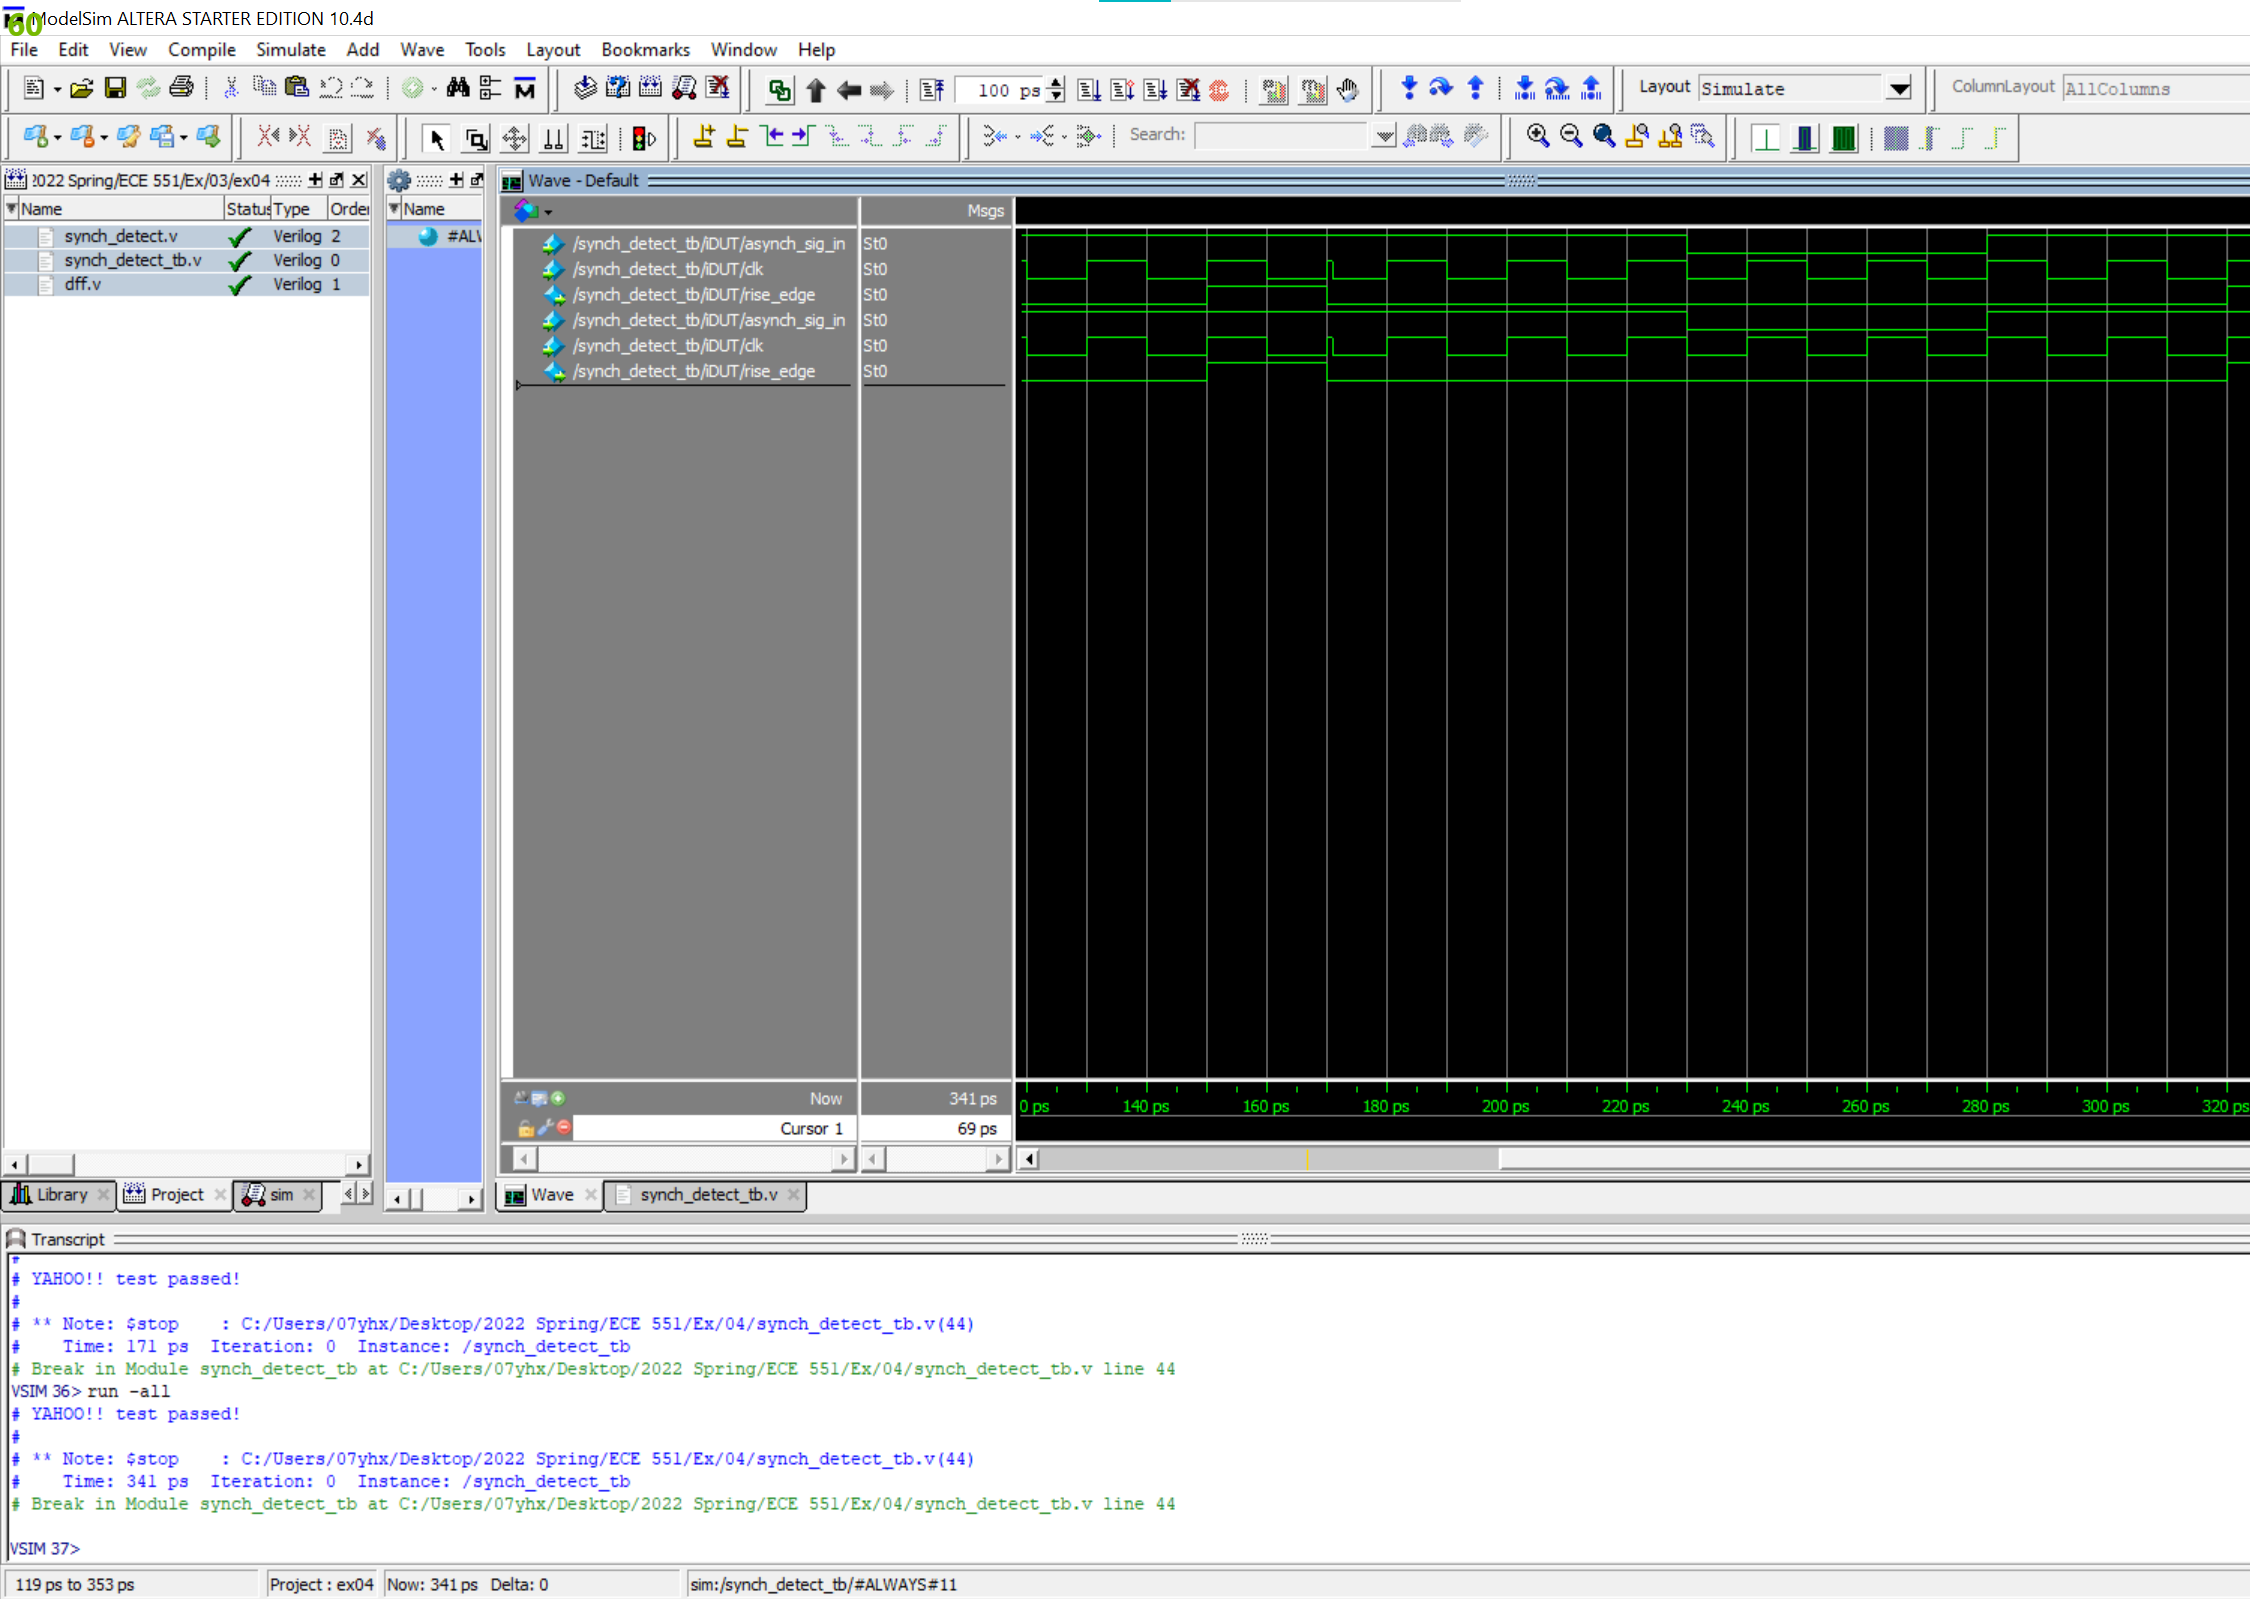 60
ModelSim ALTERA STARTER EDITION 10.4d
File Edit View Compile Simulate Add Wave Tools Layout Bookmarks Window Help
100 ps
Layout Simulate
ColumnLayout AllColumns
Search:
2022 Spring/ECE 551/Ex/03/ex04
Name Status Type Order
synch_detect.v Verilog 2
synch_detect_tb.v Verilog 0
dff.v Verilog 1
Name
#ALW
Wave - Default
Msgs
/synch_detect_tb/iDUT/asynch_sig_in St0
/synch_detect_tb/iDUT/clk St0
/synch_detect_tb/iDUT/rise_edge St0
/synch_detect_tb/iDUT/asynch_sig_in St0
/synch_detect_tb/iDUT/clk St0
/synch_detect_tb/iDUT/rise_edge St0
Now 341 ps
0 ps 140 ps 160 ps 180 ps 200 ps 220 ps 240 ps 260 ps 280 ps 300 ps 320 ps
Cursor 1 69 ps
Library Project sim
Wave synch_detect_tb.v
Transcript
#
# YAHOO!! test passed!
#
# ** Note: $stop : C:/Users/07yhx/Desktop/2022 Spring/ECE 551/Ex/04/synch_detect_tb.v(44)
# Time: 171 ps Iteration: 0 Instance: /synch_detect_tb
# Break in Module synch_detect_tb at C:/Users/07yhx/Desktop/2022 Spring/ECE 551/Ex/04/synch_detect_tb.v line 44
VSIM 36> run -all
# YAHOO!! test passed!
#
# ** Note: $stop : C:/Users/07yhx/Desktop/2022 Spring/ECE 551/Ex/04/synch_detect_tb.v(44)
# Time: 341 ps Iteration: 0 Instance: /synch_detect_tb
# Break in Module synch_detect_tb at C:/Users/07yhx/Desktop/2022 Spring/ECE 551/Ex/04/synch_detect_tb.v line 44
VSIM 37>
119 ps to 353 ps
Project : ex04
Now: 341 ps Delta: 0
sim:/synch_detect_tb/#ALWAYS#11